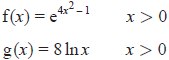 f(x) = e^{4x^2 − 1}    x > 0
g(x) = 8 ln x    x > 0